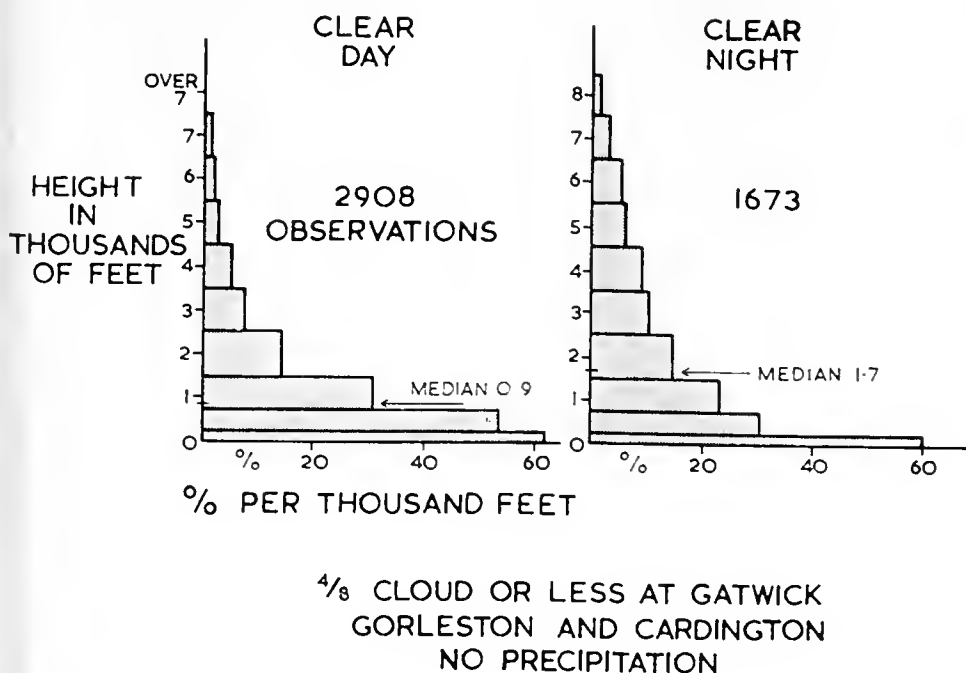 CLEAR
DAY
OVER
7
7
6
5
4
3
2
1
0
HEIGHT
IN
THOUSANDS
OF FEET
2908
OBSERVATIONS
MEDIAN 0·9
% 20 40 60
% PER THOUSAND FEET
CLEAR
NIGHT
8
7
6
5
4
3
2
1
0
1673
MEDIAN 1·7
% 20 40 60
4/8 CLOUD OR LESS AT GATWICK
GORLESTON AND CARDINGTON
NO PRECIPITATION